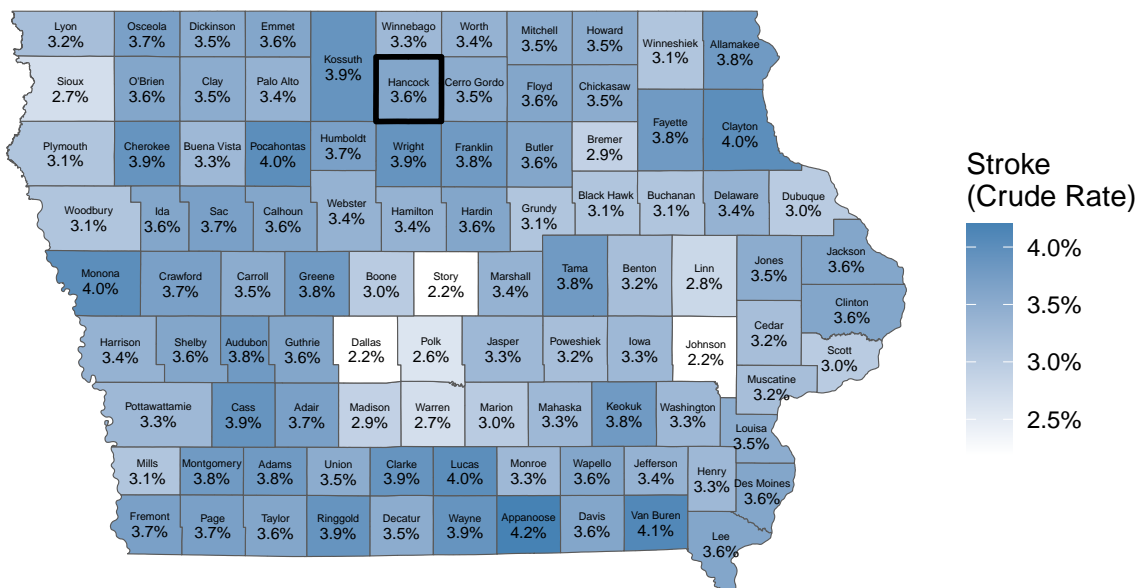 Lyon
3.2%
Osceola
3.7%
Dickinson
3.5%
Emmet
3.6%
Kossuth
3.9%
Winnebago
3.3%
Worth
3.4%
Mitchell
3.5%
Howard
3.5%
Winneshiek
3.1%
Allamakee
3.8%
Sioux
2.7%
O'Brien
3.6%
Clay
3.5%
Palo Alto
3.4%
Hancock
3.6%
Cerro Gordo
3.5%
Floyd
3.6%
Chickasaw
3.5%
Fayette
3.8%
Clayton
4.0%
Plymouth
3.1%
Cherokee
3.9%
Buena Vista
3.3%
Pocahontas
4.0%
Humboldt
3.7%
Wright
3.9%
Franklin
3.8%
Butler
3.6%
Bremer
2.9%
Woodbury
3.1%
Ida
3.6%
Sac
3.7%
Calhoun
3.6%
Webster
3.4%
Hamilton
3.4%
Hardin
3.6%
Grundy
3.1%
Black Hawk
3.1%
Buchanan
3.1%
Delaware
3.4%
Dubuque
3.0%
Monona
4.0%
Crawford
3.7%
Carroll
3.5%
Greene
3.8%
Boone
3.0%
Story
2.2%
Marshall
3.4%
Tama
3.8%
Benton
3.2%
Linn
2.8%
Jones
3.5%
Jackson
3.6%
Clinton
3.6%
Harrison
3.4%
Shelby
3.6%
Audubon
3.8%
Guthrie
3.6%
Dallas
2.2%
Polk
2.6%
Jasper
3.3%
Poweshiek
3.2%
Iowa
3.3%
Johnson
2.2%
Cedar
3.2%
Scott
3.0%
Muscatine
3.2%
Pottawattamie
3.3%
Cass
3.9%
Adair
3.7%
Madison
2.9%
Warren
2.7%
Marion
3.0%
Mahaska
3.3%
Keokuk
3.8%
Washington
3.3%
Louisa
3.5%
Mills
3.1%
Montgomery
3.8%
Adams
3.8%
Union
3.5%
Clarke
3.9%
Lucas
4.0%
Monroe
3.3%
Wapello
3.6%
Jefferson
3.4%
Henry
3.3%
Des Moines
3.6%
Fremont
3.7%
Page
3.7%
Taylor
3.6%
Ringgold
3.9%
Decatur
3.5%
Wayne
3.9%
Appanoose
4.2%
Davis
3.6%
Van Buren
4.1%
Lee
3.6%
Stroke
(Crude Rate)
4.0%
3.5%
3.0%
2.5%